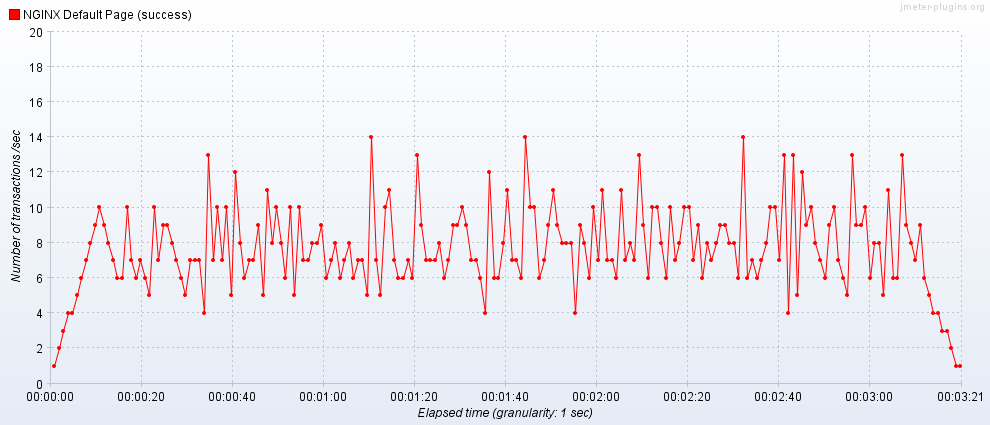 NGINX Default Page (success)
jmeter-plugins.org
20
18
16
14
12
10
8
6
4
2
0
Number of transactions /sec
00:00:00 00:00:20 00:00:40 00:01:00 00:01:20 00:01:40 00:02:00 00:02:20 00:02:40 00:03:00 00:03:21
Elapsed time (granularity: 1 sec)